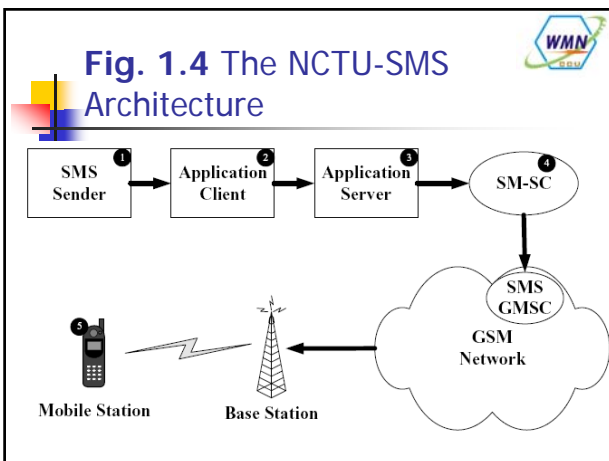 Fig. 1.4 The NCTU-SMS
Architecture
WMN
CCU
1
SMS
Sender
2
Application
Client
3
Application
Server
4
SM-SC
SMS
GMSC
GSM
Network
5
Mobile Station
Base Station